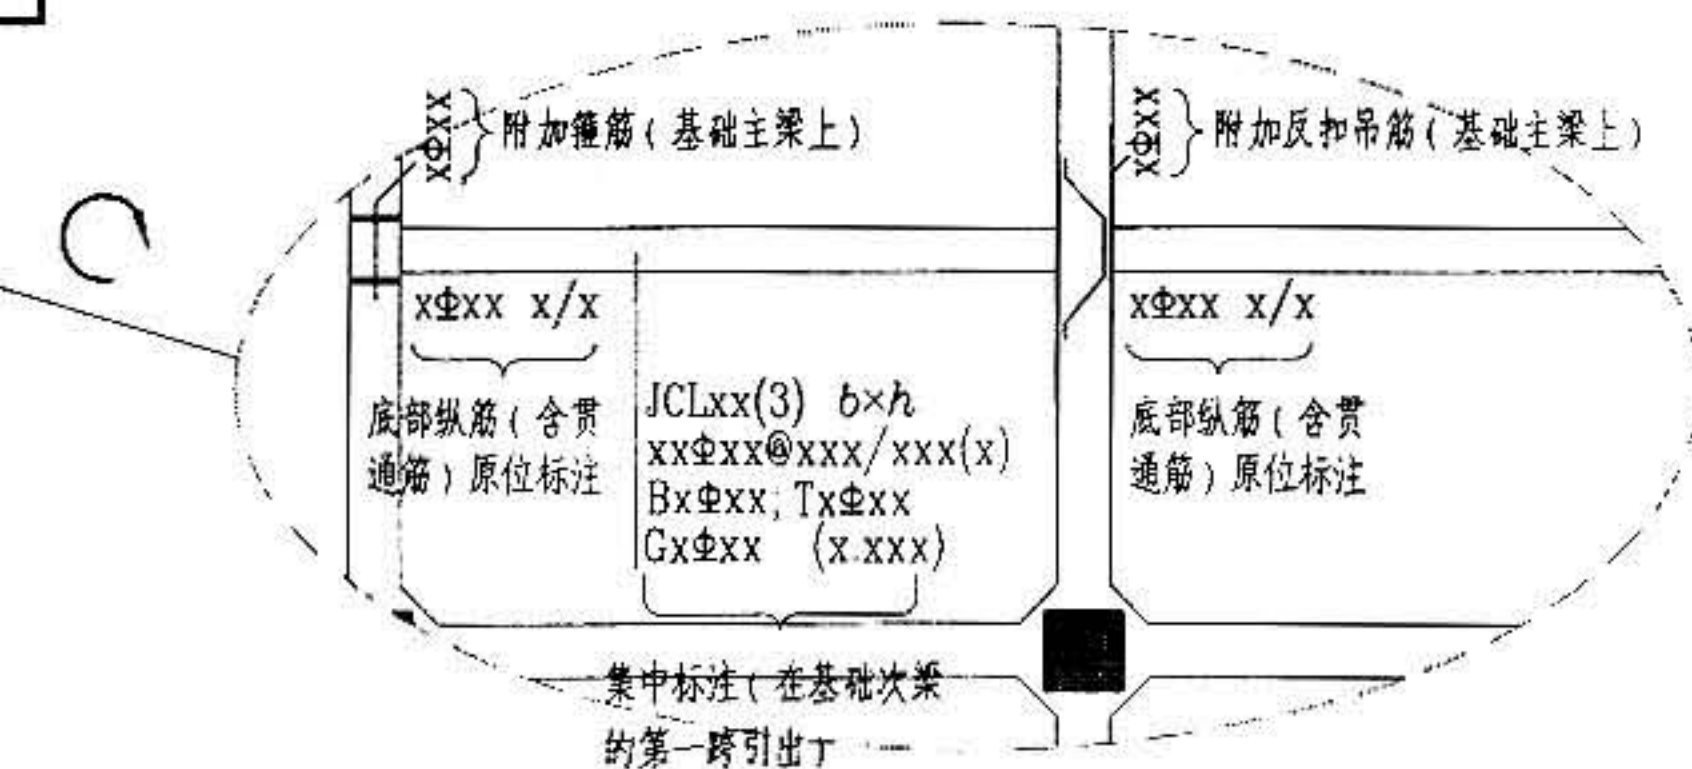 xΦxx
附加箍筋(基础主梁上)
xΦxx
附加反扣吊筋(基础主梁上)
xΦxx x/x
底部纵筋(含贯
通筋)原位标注
JCLxx(3) b×h
xxΦxx@xxx/xxx(x)
BxΦxx; TxΦxx
GxΦxx (x.xxx)
集中标注(在基础次梁
的第一跨引出)
xΦxx x/x
底部纵筋(含贯
通筋)原位标注